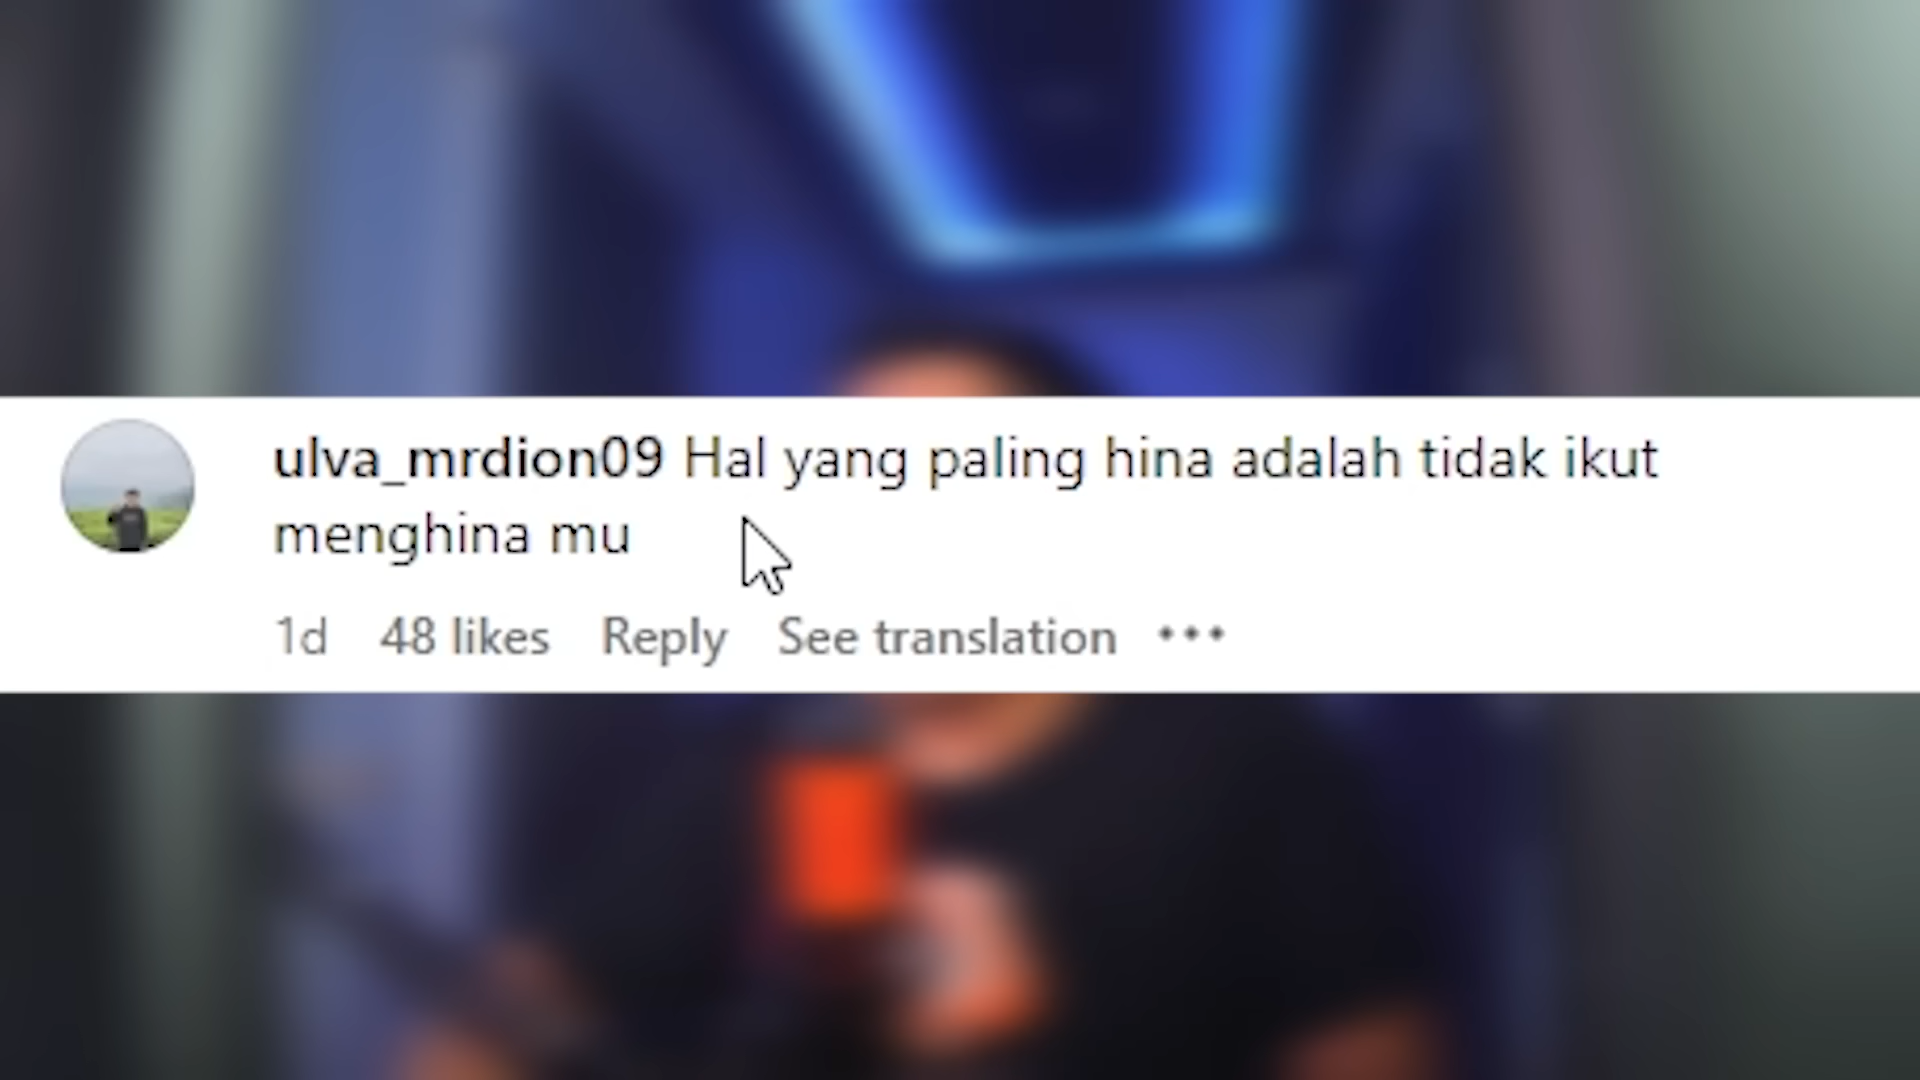 ulva_mrdion09 Hal yang paling hina adalah tidak ikut
menghina mu
1d 48 likes Reply See translation •••